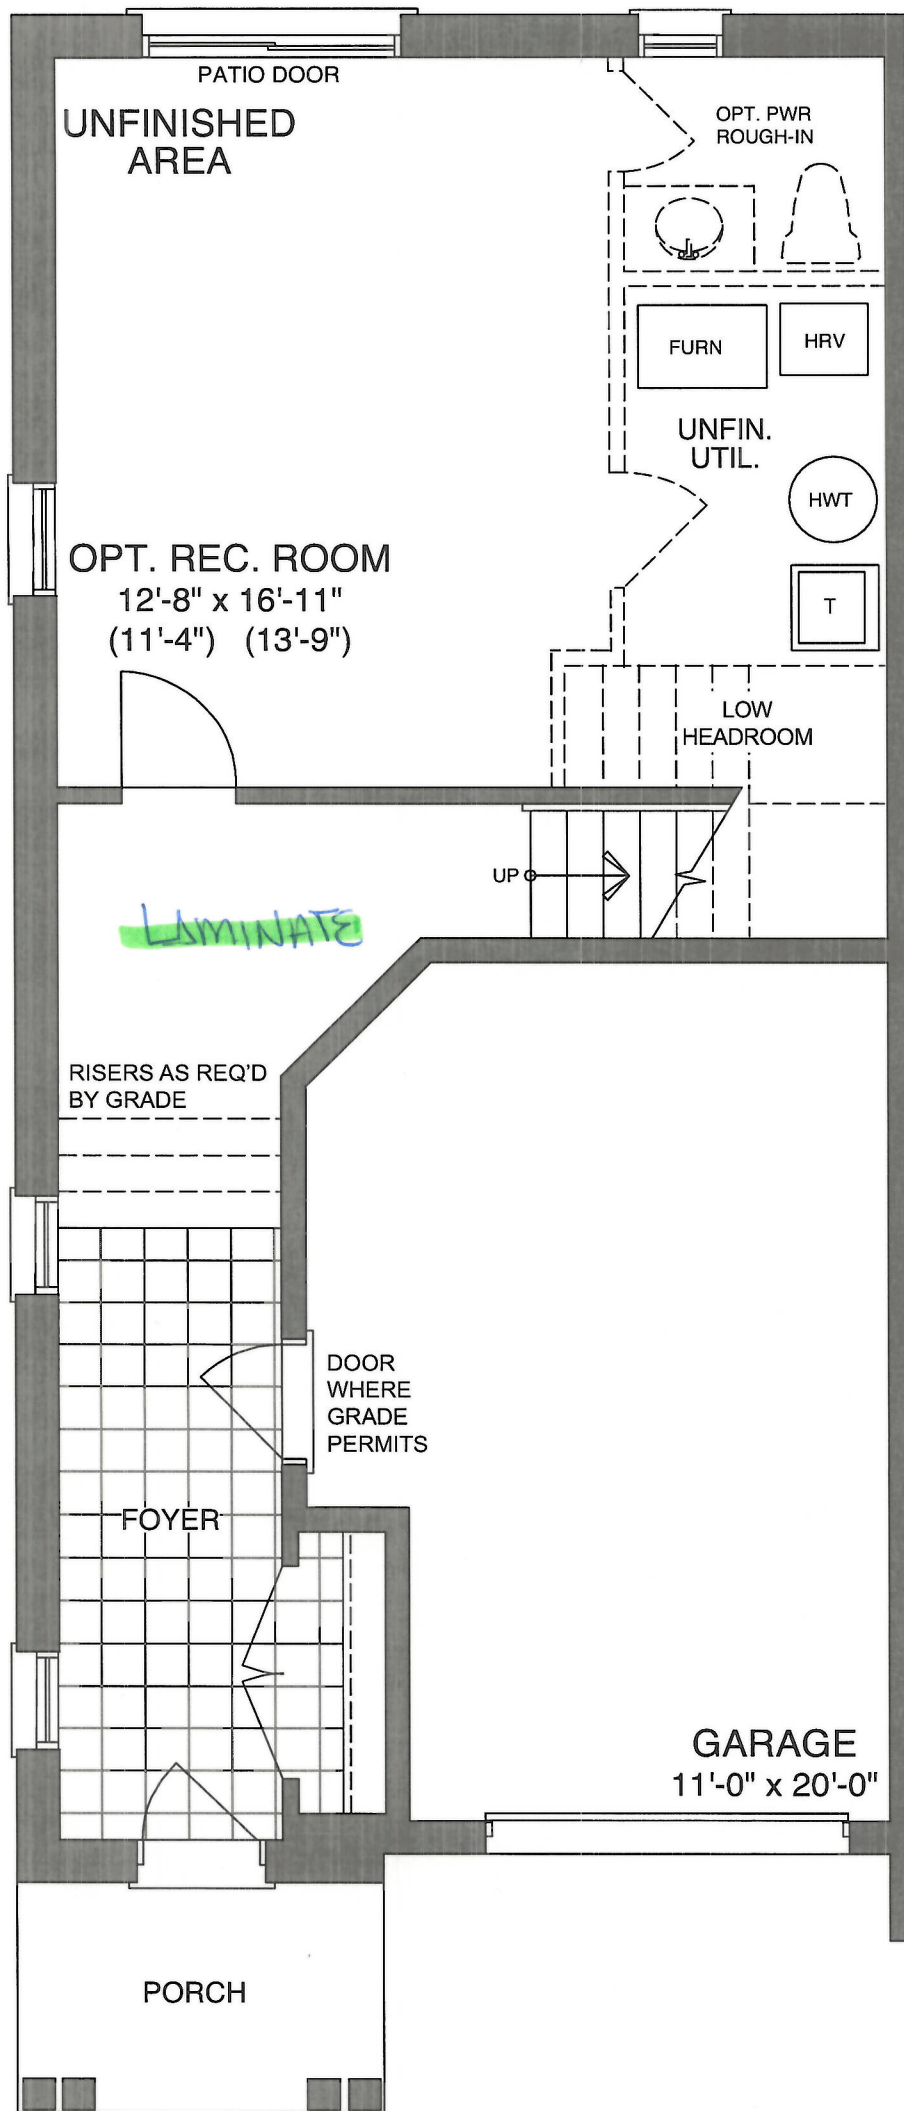 PATIO DOOR
UNFINISHED
AREA
OPT. PWR
ROUGH-IN
FURN
HRV
UNFIN.
UTIL.
HWT
OPT. REC. ROOM
12'-8" x 16'-11"
(11'-4") (13'-9")
T
LOW
HEADROOM
UP
LAMINATE
RISERS AS REQ'D
BY GRADE
DOOR
WHERE
GRADE
PERMITS
FOYER
GARAGE
11'-0" x 20'-0"
PORCH